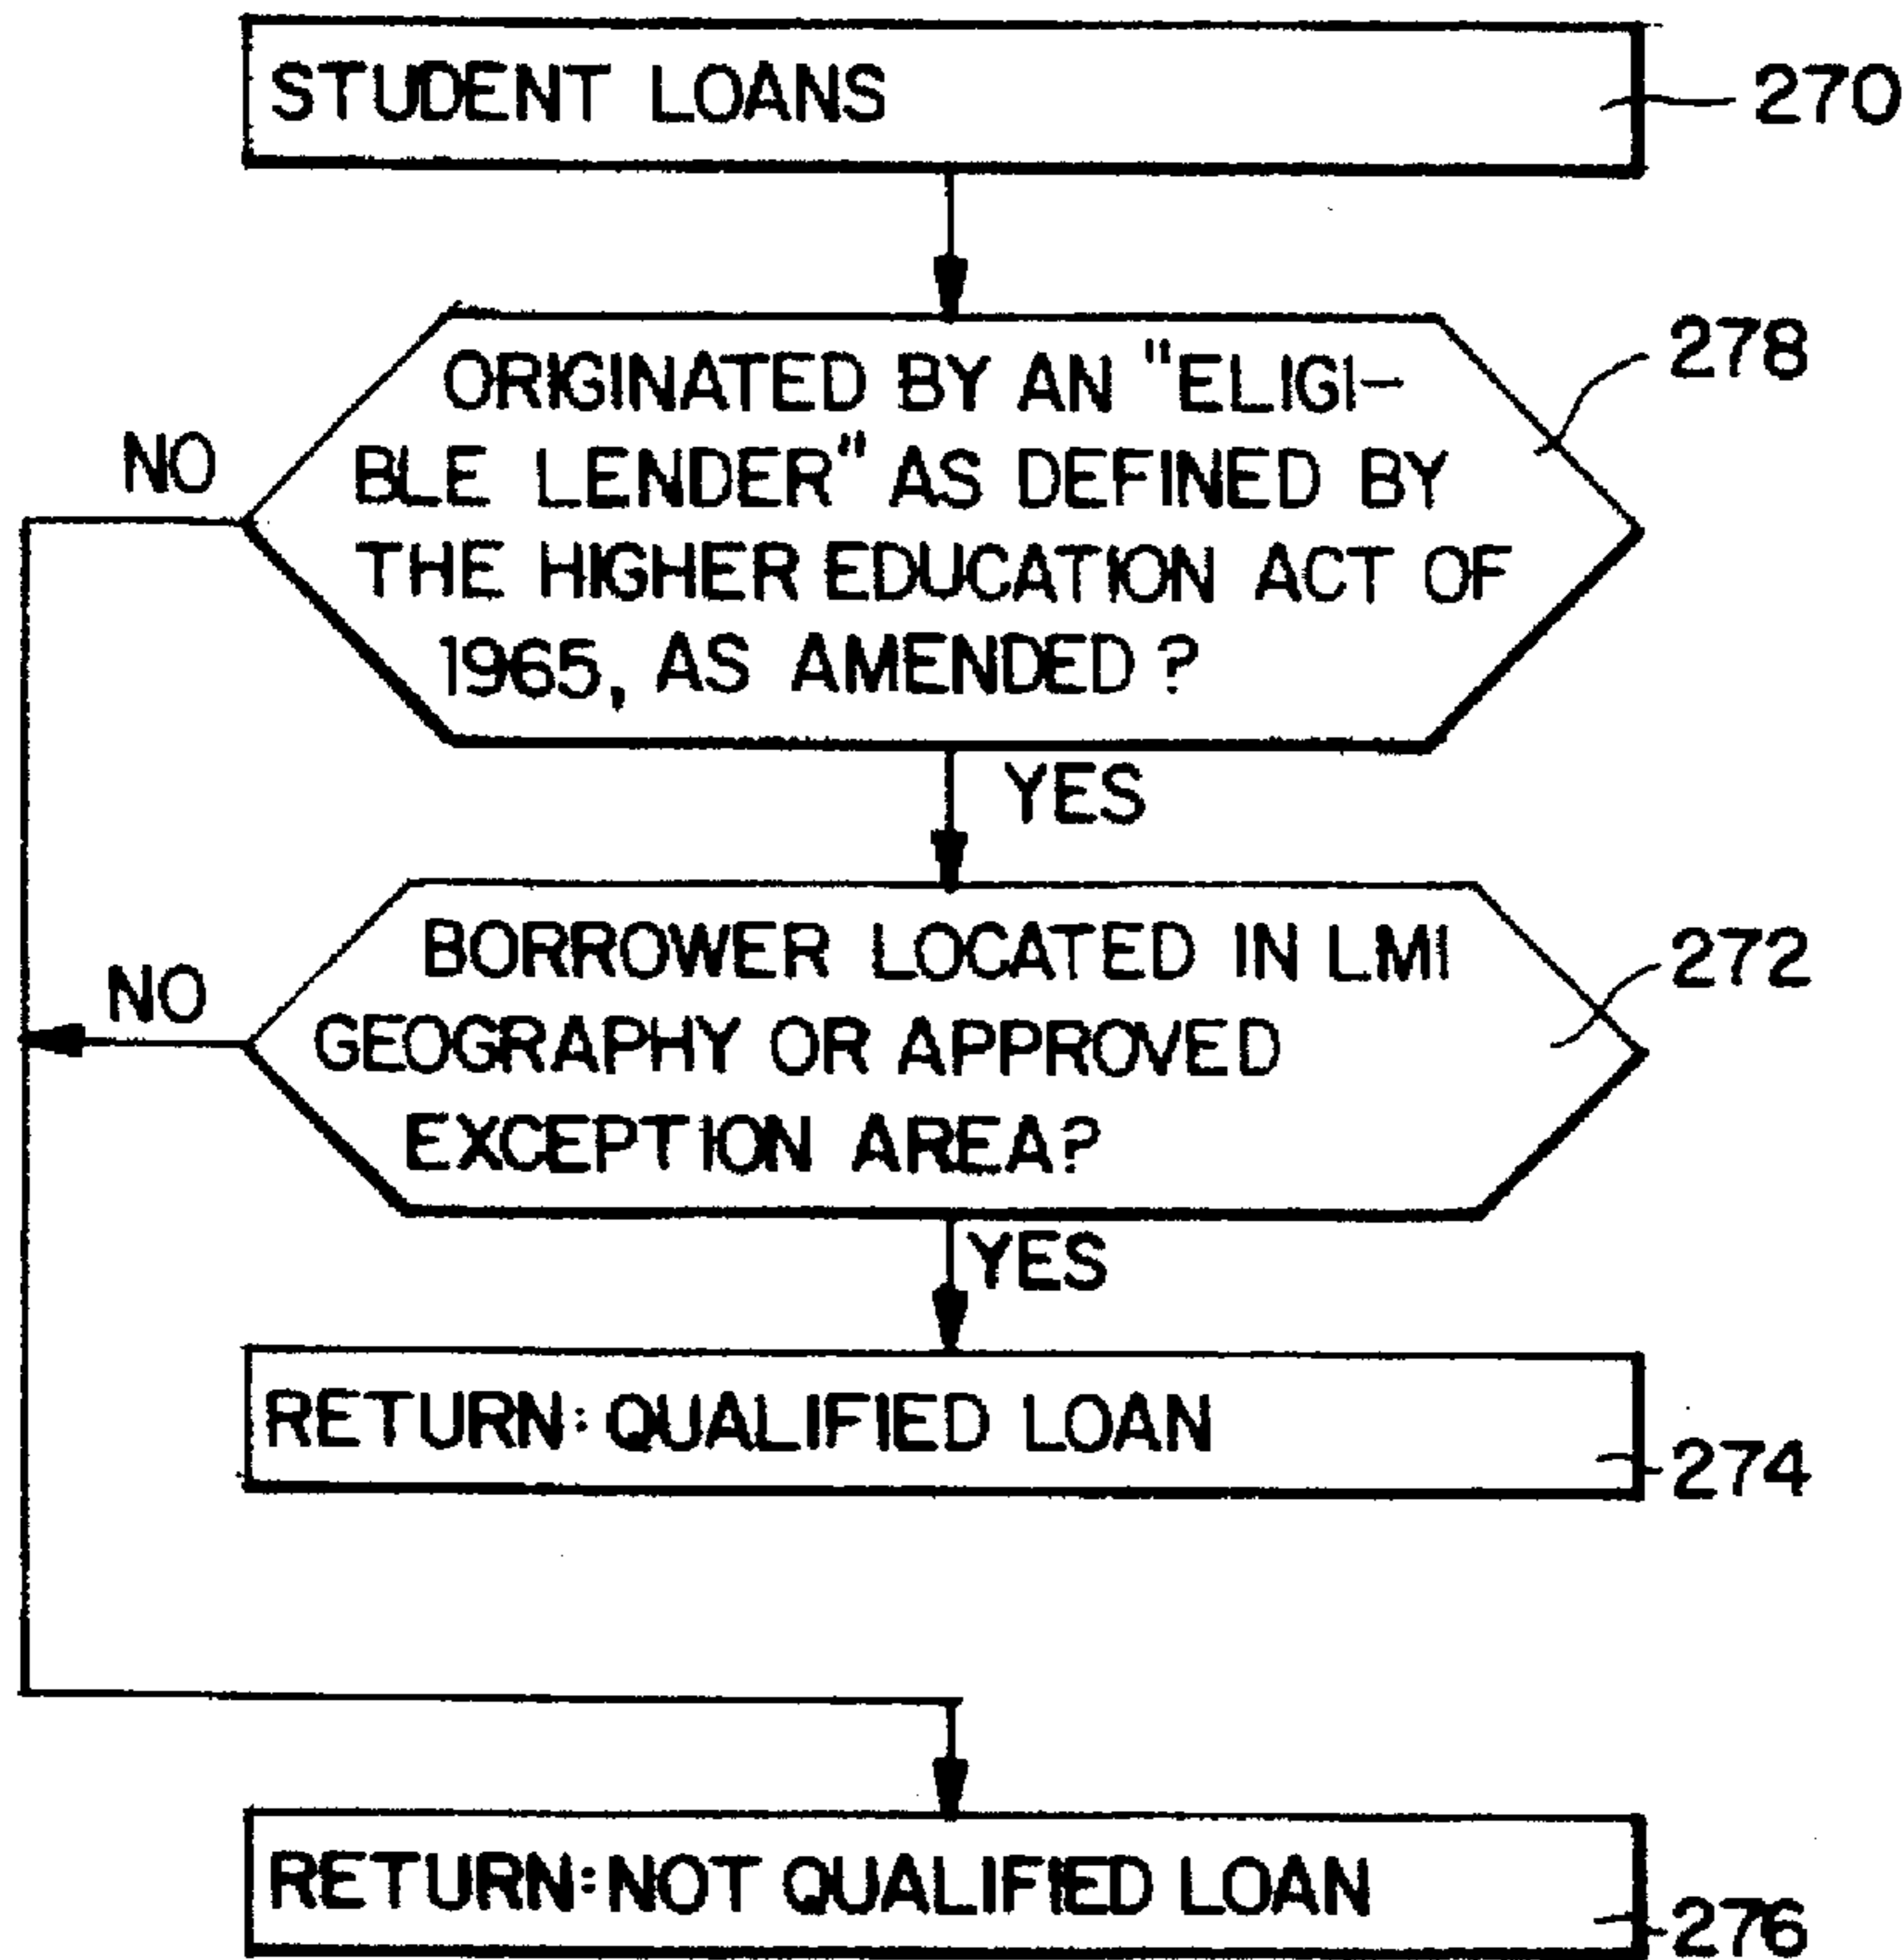 STUDENT LOANS
270
ORIGINATED BY AN "ELIGI-
278
BLE LENDER" AS DEFINED BY
NO
THE HIGHER EDUCATION ACT OF
1965, AS AMENDED?
YES
BORROWER LOCATED IN LMI
272
NO
GEOGRAPHY OR APPROVED
EXCEPTION AREA?
YES
RETURN: QUALIFIED LOAN
274
RETURN: NOT QUALIFIED LOAN
276